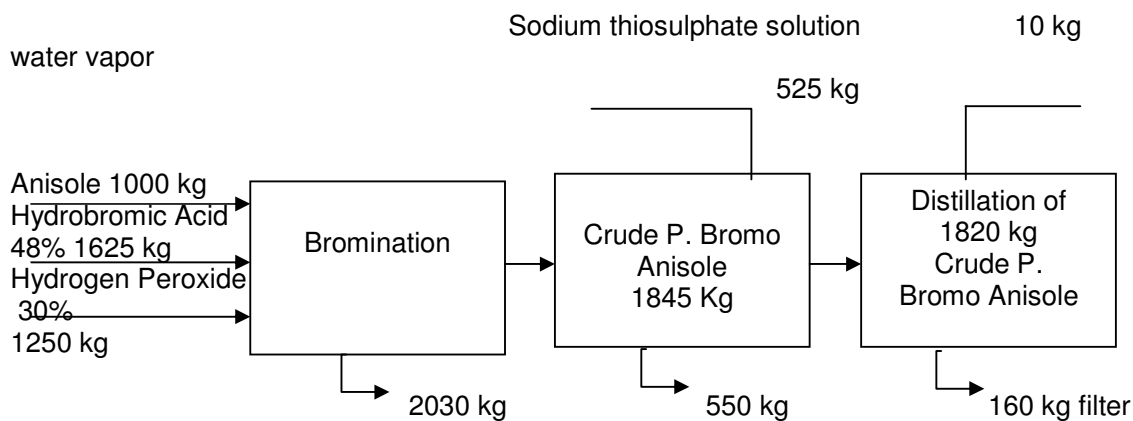 Sodium thiosulphate solution 10 kg
water vapor
525 kg
Anisole 1000 kg
Hydrobromic Acid
48% 1625 kg
Hydrogen Peroxide
30%
1250 kg
Bromination
Crude P. Bromo
Anisole
1845 Kg
Distillation of
1820 kg
Crude P.
Bromo Anisole
2030 kg
550 kg
160 kg filter